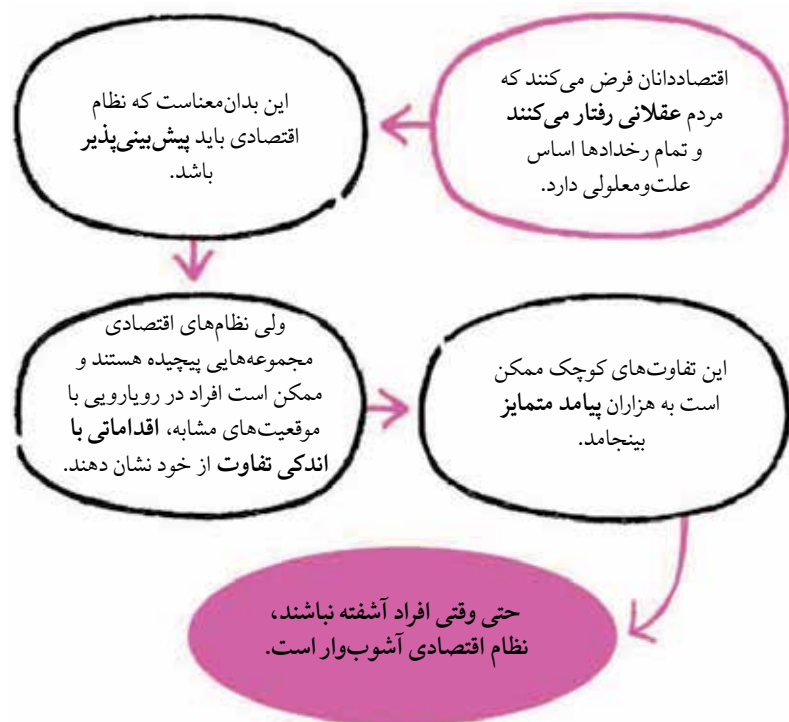 اقتصاددانان فرض می‌کنند که
مردم عقلانی رفتار می‌کنند
و تمام رخدادها اساس
علت‌ومعلولی دارد.
این بدان‌معناست که نظام
اقتصادی باید پیش‌بینی‌پذیر
باشد.
ولی نظام‌های اقتصادی
مجموعه‌هایی پیچیده هستند و
ممکن است افراد در رویارویی با
موقعیت‌های مشابه، اقداماتی با
اندکی تفاوت از خود نشان دهند.
این تفاوت‌های کوچک ممکن
است به هزاران پیامد متمایز
بینجامد.
حتی وقتی افراد آشفته نباشند،
نظام اقتصادی آشوب‌وار است.